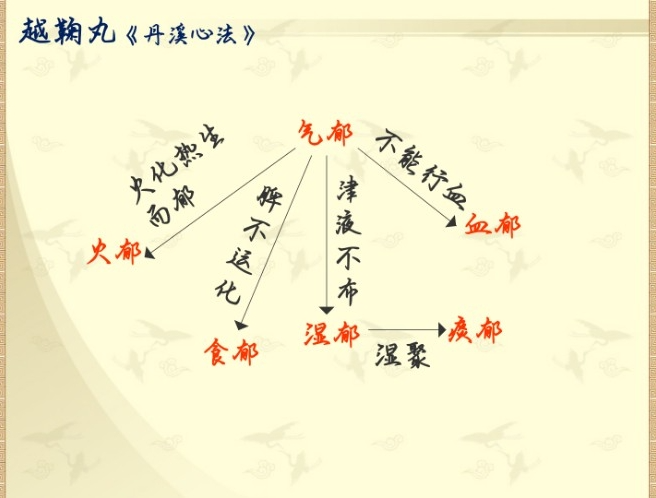 越鞠丸《丹溪心法》
气郁
火化热生
而郁
脾不运化
津液不布
不能行血
火郁
血郁
食郁
湿郁
湿聚
痰郁